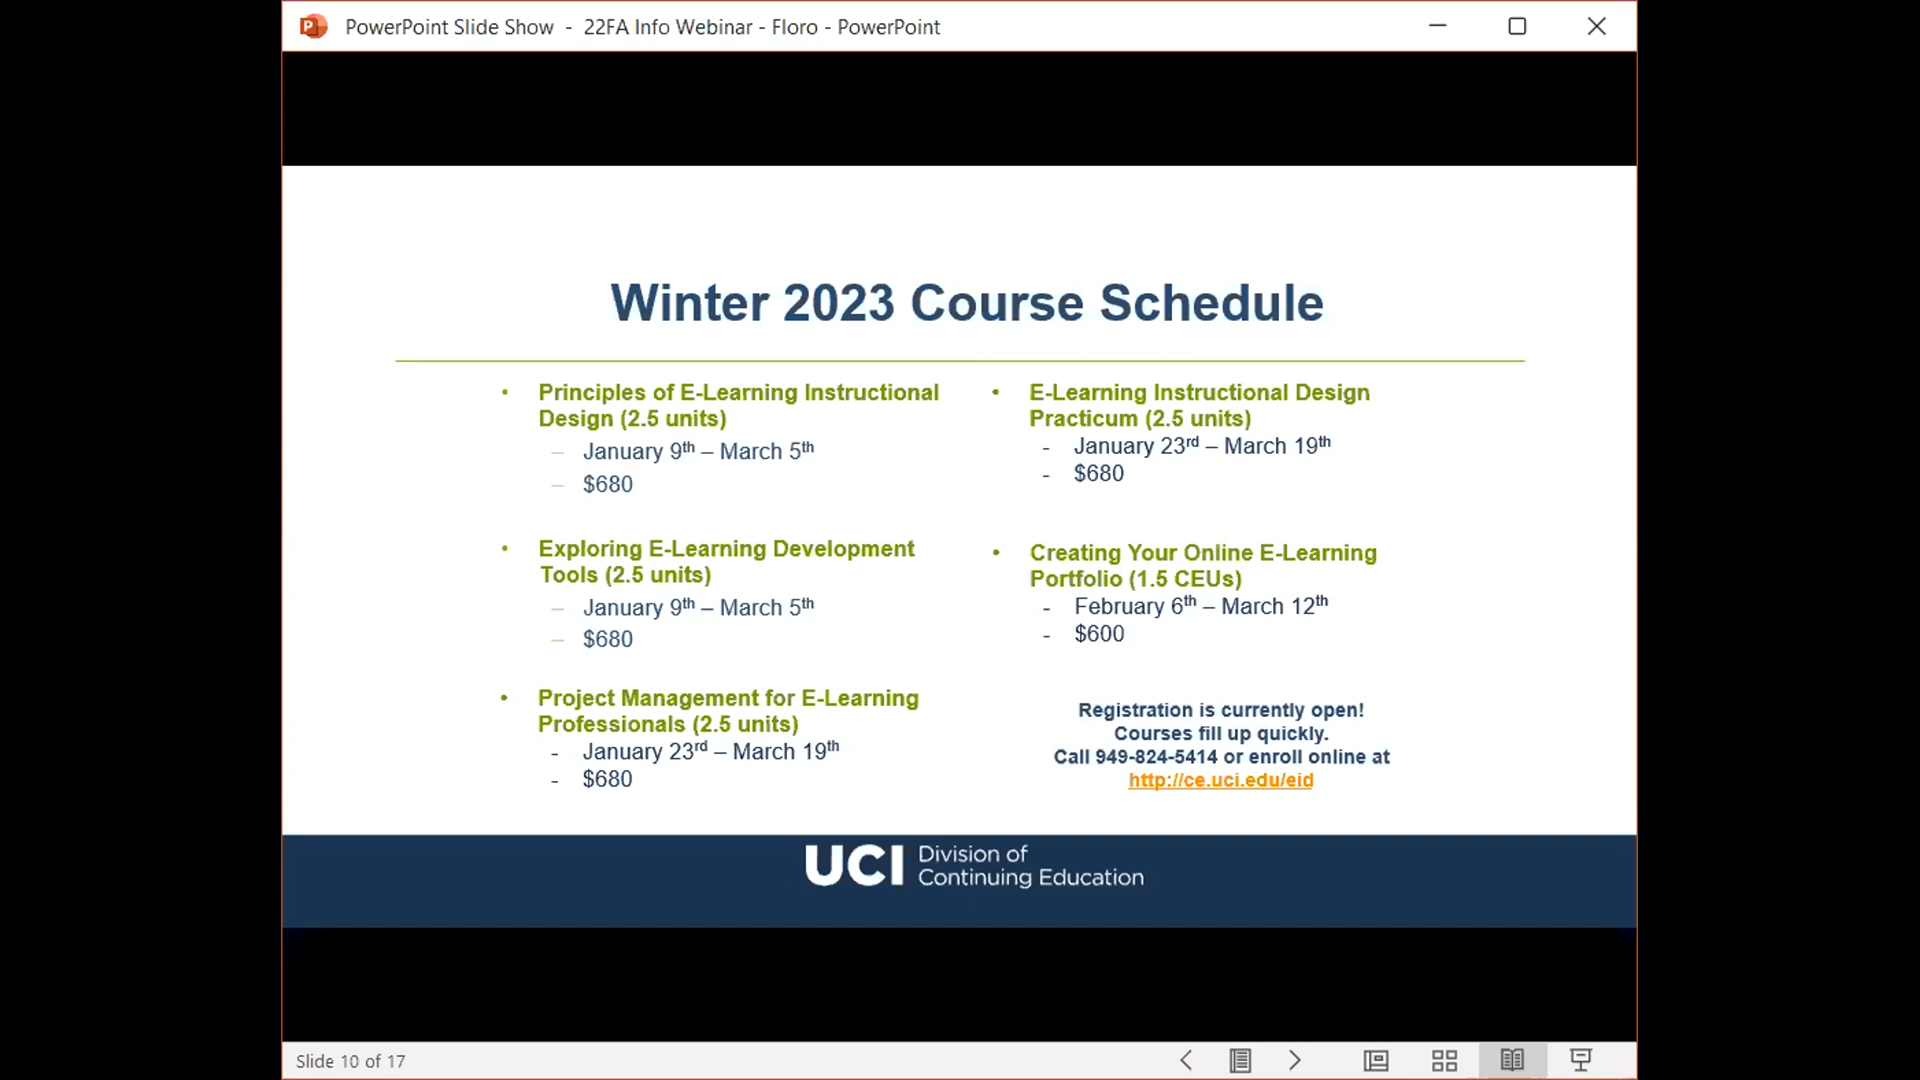 PowerPoint Slide Show - 22FA Info Webinar - Floro - PowerPoint
Winter 2023 Course Schedule
• Principles of E-Learning Instructional
Design (2.5 units)
– January 9th – March 5th
– $680
• Exploring E-Learning Development
Tools (2.5 units)
– January 9th – March 5th
– $680
• Project Management for E-Learning
Professionals (2.5 units)
- January 23rd – March 19th
- $680
• E-Learning Instructional Design
Practicum (2.5 units)
- January 23rd – March 19th
- $680
• Creating Your Online E-Learning
Portfolio (1.5 CEUs)
- February 6th – March 12th
- $600
Registration is currently open!
Courses fill up quickly.
Call 949-824-5414 or enroll online at
http://ce.uci.edu/eid
UCI Division of
Continuing Education
Slide 10 of 17